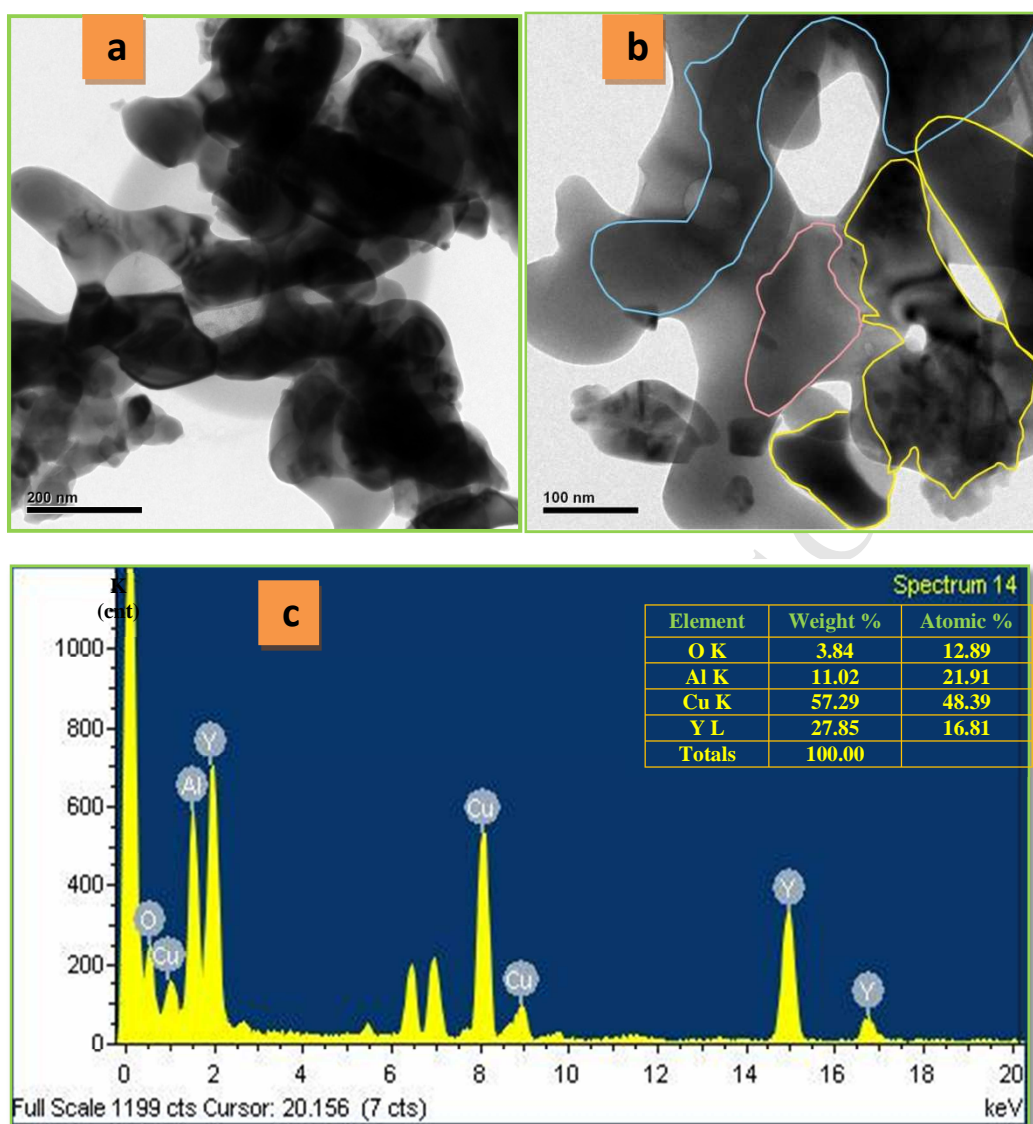 a
b
200 nm
100 nm
K
(cnt)
c
Spectrum 14
Element Weight % Atomic %
O K 3.84 12.89
Al K 11.02 21.91
Cu K 57.29 48.39
Y L 27.85 16.81
Totals 100.00
1000
800
600
400
200
0
Y
Al
Cu
Y
O
Cu
Cu
Y
0 2 4 6 8 10 12 14 16 18 20
Full Scale 1199 cts Cursor: 20.156 (7 cts) keV